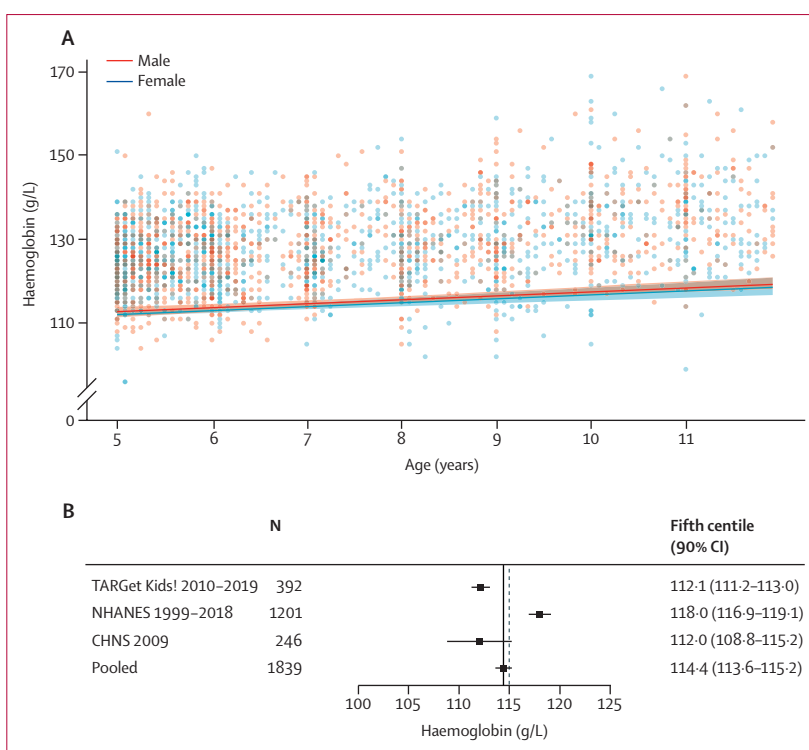 A
Male
Female
170
150
130
110
0
Haemoglobin (g/L)
5 6 7 8 9 10 11
Age (years)
B
N Fifth centile
(90% CI)
TARGet Kids! 2010–2019 392 112·1 (111·2–113·0)
NHANES 1999–2018 1201 118·0 (116·9–119·1)
CHNS 2009 246 112·0 (108·8–115·2)
Pooled 1839 114·4 (113·6–115·2)
100 105 110 115 120 125
Haemoglobin (g/L)